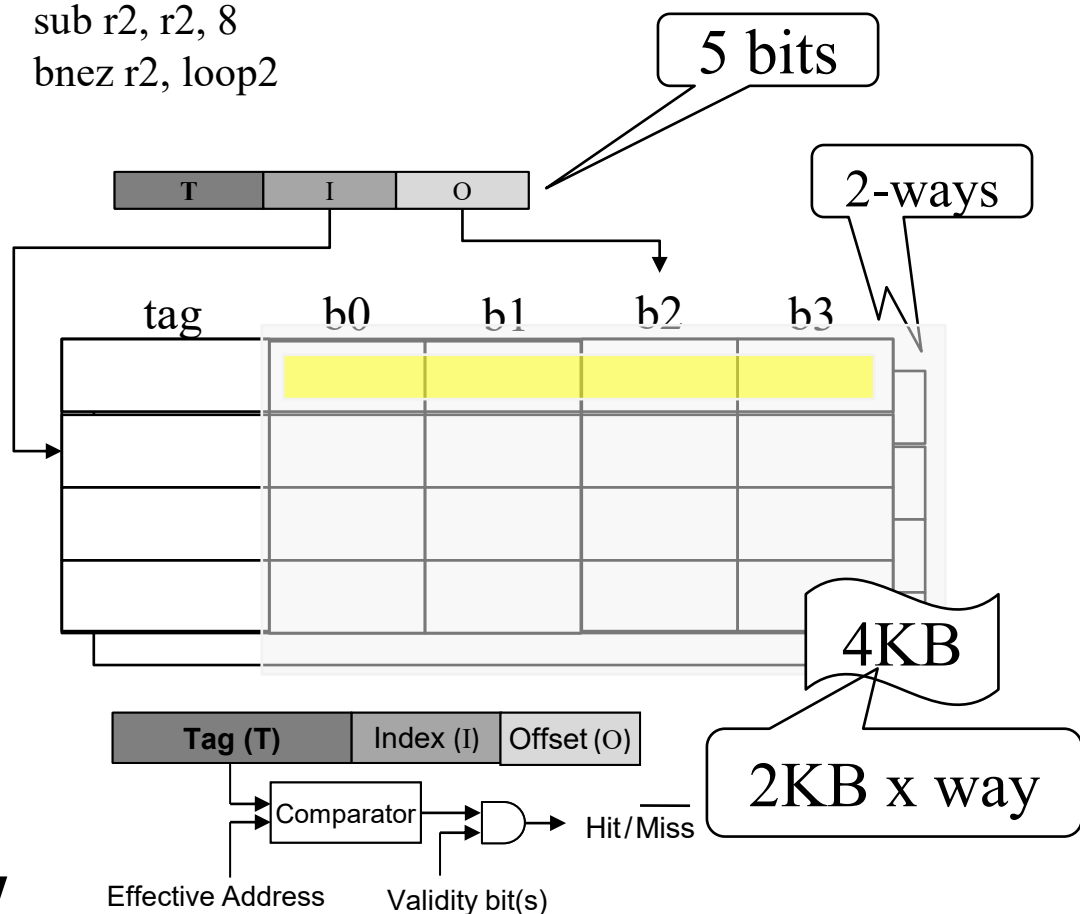 sub r2, r2, 8
bnez r2, loop2
5 bits
T I O
2-ways
tag b0 b1 b2 b3
4KB
Tag (T) Index (I) Offset (O)
2KB x way
Comparator
Hit/Miss
Effective Address Validity bit(s)